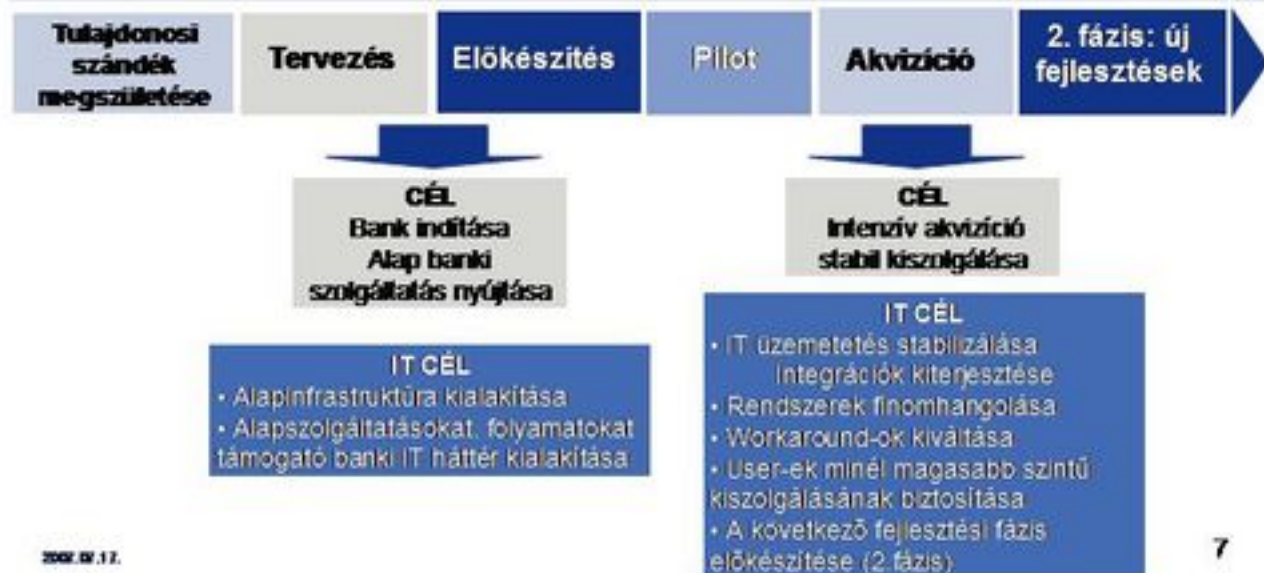 Tulajdonosi
szándék
megszületése
Tervezés
Előkészítés
Pilot
Akvizíció
2. fázis: új
fejlesztések
CÉL
Bank indítása
Alap banki
szolgáltatás nyújtása
CÉL
Intenzív akvizíció
stabil kiszolgálása
IT CÉL
• Alapinfrastruktúra kialakítása
• Alapszolgáltatásokat, folyamatokat
támogató banki IT háttér kialakítása
IT CÉL
• IT üzemetetés stabilizálása
Integrációk kiterjesztése
• Rendszerek finomhangolása
• Workaround-ok kiváltása
• User-ek minél magasabb szintű
kiszolgálásának biztosítása
• A következő fejlesztési fázis
előkészítése (2.fázis)
7